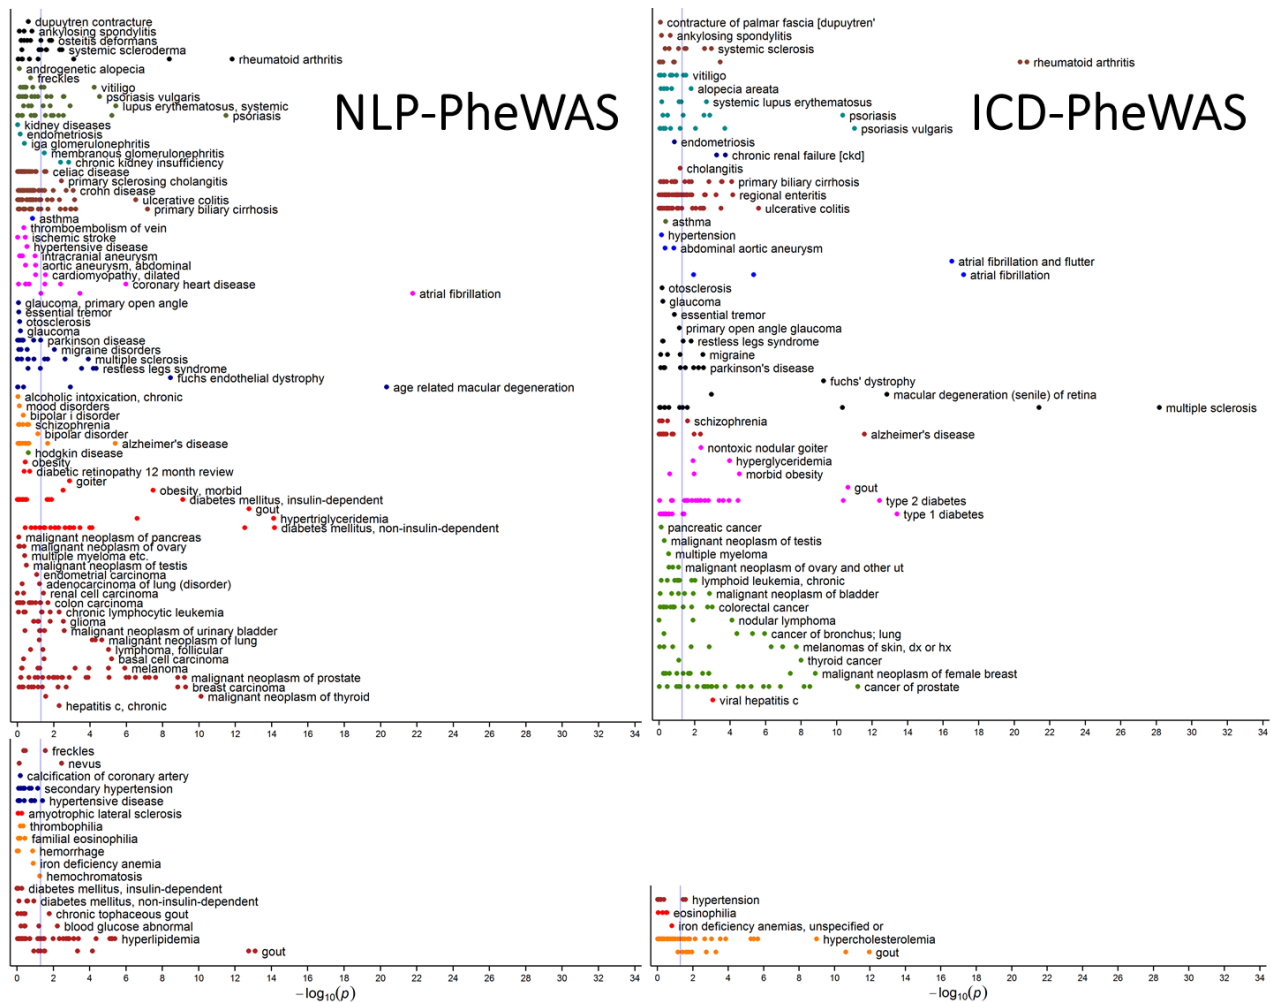 NLP-PheWAS
dupuytren contracture
ankylosing spondylitis
osteitis deformans
systemic scleroderma
rheumatoid arthritis
androgenetic alopecia
freckles
vitiligo
psoriasis vulgaris
lupus erythematosus, systemic
psoriasis
kidney diseases
endometriosis
iga glomerulonephritis
membranous glomerulonephritis
chronic kidney insufficiency
celiac disease
primary sclerosing cholangitis
crohn disease
ulcerative colitis
primary biliary cirrhosis
asthma
thromboembolism of vein
ischemic stroke
hypertensive disease
intracranial aneurysm
aortic aneurysm, abdominal
cardiomyopathy, dilated
coronary heart disease
atrial fibrillation
glaucoma, primary open angle
essential tremor
otosclerosis
glaucoma
parkinson disease
migraine disorders
multiple sclerosis
restless legs syndrome
fuchs endothelial dystrophy
age related macular degeneration
alcoholic intoxication, chronic
mood disorders
bipolar i disorder
schizophrenia
bipolar disorder
alzheimer's disease
hodgkin disease
obesity
diabetic retinopathy 12 month review
goiter
obesity, morbid
diabetes mellitus, insulin-dependent
gout
hypertriglyceridemia
diabetes mellitus, non-insulin-dependent
malignant neoplasm of pancreas
malignant neoplasm of ovary
multiple myeloma etc.
malignant neoplasm of testis
endometrial carcinoma
adenocarcinoma of lung (disorder)
renal cell carcinoma
colon carcinoma
chronic lymphocytic leukemia
glioma
malignant neoplasm of urinary bladder
malignant neoplasm of lung
lymphoma, follicular
basal cell carcinoma
melanoma
malignant neoplasm of prostate
breast carcinoma
malignant neoplasm of thyroid
hepatitis c, chronic
0 2 4 6 8 10 12 14 16 18 20 22 24 26 28 30 32 34
ICD-PheWAS
contracture of palmar fascia [dupuytren'
ankylosing spondylitis
systemic sclerosis
rheumatoid arthritis
vitiligo
alopecia areata
systemic lupus erythematosus
psoriasis
psoriasis vulgaris
endometriosis
chronic renal failure [ckd]
cholangitis
primary biliary cirrhosis
regional enteritis
ulcerative colitis
asthma
hypertension
abdominal aortic aneurysm
atrial fibrillation and flutter
atrial fibrillation
otosclerosis
glaucoma
essential tremor
primary open angle glaucoma
restless legs syndrome
migraine
parkinson's disease
fuchs' dystrophy
macular degeneration (senile) of retina
multiple sclerosis
schizophrenia
alzheimer's disease
nontoxic nodular goiter
hyperglyceridemia
morbid obesity
gout
type 2 diabetes
type 1 diabetes
pancreatic cancer
malignant neoplasm of testis
multiple myeloma
malignant neoplasm of ovary and other ut
lymphoid leukemia, chronic
malignant neoplasm of bladder
colorectal cancer
nodular lymphoma
cancer of bronchus; lung
melanomas of skin, dx or hx
thyroid cancer
malignant neoplasm of female breast
cancer of prostate
viral hepatitis c
0 2 4 6 8 10 12 14 16 18 20 22 24 26 28 30 32 34
freckles
nevus
calcification of coronary artery
secondary hypertension
hypertensive disease
amyotrophic lateral sclerosis
thrombophilia
familial eosinophilia
hemorrhage
iron deficiency anemia
hemochromatosis
diabetes mellitus, insulin-dependent
diabetes mellitus, non-insulin-dependent
chronic tophaceous gout
blood glucose abnormal
hyperlipidemia
gout
0 2 4 6 8 10 12 14 16 18 20 22 24 26 28 30 32 34
−log10(p)
hypertension
eosinophilia
iron deficiency anemias, unspecified or
hypercholesterolemia
gout
0 2 4 6 8 10 12 14 16 18 20 22 24 26 28 30 32 34
−log10(p)